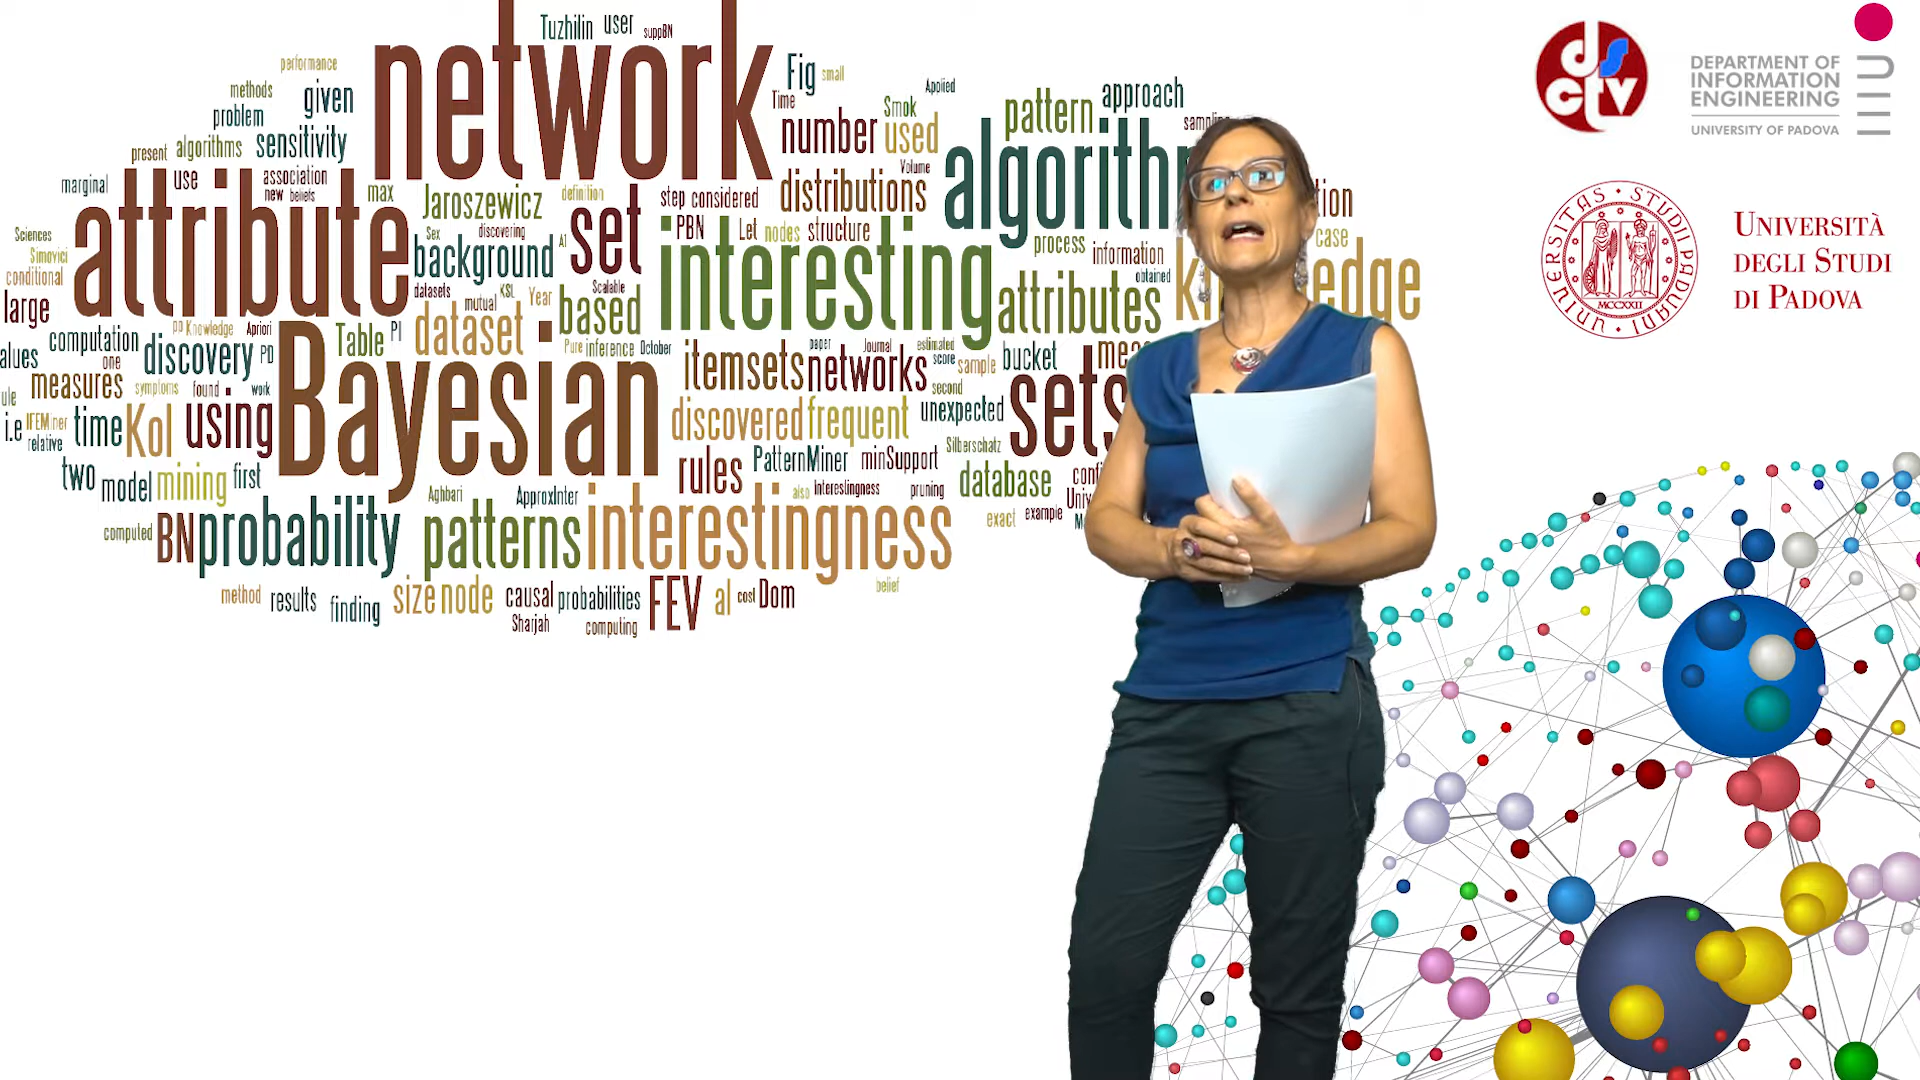 Tuzhilin user suppBN
performance network Fig small
methods given Time Applied
problem number Smok used pattern approach
present algorithms sensitivity sampling
marginal use association new beliefs max Volume
attribute Jaroszewicz definition set step considered distributions algorith
Sex discovering PBN Let nodes structure process information case
Sciences Simovici conditional background interesting obtained
datasets KSL Scalable
large mutual Year based attributes
pp Knowledge Apriori Table PI dataset
computation one discovery PD Pure inference October paper Journal estimated
measures symptoms found work Bayesian itemsets networks score sample bucket
i.e IFEMiner relative time Kol using discovered frequent second unexpected sets
two model mining first rules PatternMiner minSupport Silberschatz
Aghbari ApproxInter also Interestingness pruning database
computed BN probability patterns interestingness exact example
method results finding size node causal probabilities FEV al cost Dom belief
Sharjah computing
d s c t v
DEPARTMENT OF
INFORMATION
ENGINEERING
UNIVERSITY OF PADOVA
UNIVERSITÀ
DEGLI STUDI
DI PADOVA
MCCXXII